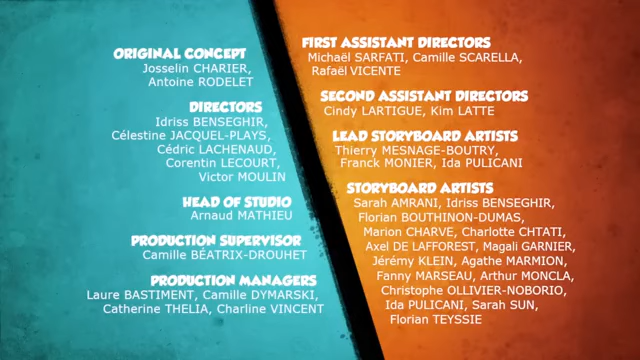 ORIGINAL CONCEPT
Josselin CHARIER,
Antoine RODELET
DIRECTORS
Idriss BENSEGHIR,
Célestine JACQUEL-PLAYS,
Cédric LACHENAUD,
Corentin LECOURT,
Victor MOULIN
HEAD OF STUDIO
Arnaud MATHIEU
PRODUCTION SUPERVISOR
Camille BÉATRIX-DROUHET
PRODUCTION MANAGERS
Laure BASTIMENT, Camille DYMARSKI,
Catherine THELIA, Charline VINCENT
FIRST ASSISTANT DIRECTORS
Michaël SARFATI, Camille SCARELLA,
Rafaël VICENTE
SECOND ASSISTANT DIRECTORS
Cindy LARTIGUE, Kim LATTE
LEAD STORYBOARD ARTISTS
Thierry MESNAGE-BOUTRY,
Franck MONIER, Ida PULICANI
STORYBOARD ARTISTS
Sarah AMRANI, Idriss BENSEGHIR,
Florian BOUTHINON-DUMAS,
Marion CHARVE, Charlotte CHTATI,
Axel DE LAFFOREST, Magali GARNIER,
Jérémy KLEIN, Agathe MARMION,
Fanny MARSEAU, Arthur MONCLA,
Christophe OLLIVIER-NOBORIO,
Ida PULICANI, Sarah SUN,
Florian TEYSSIE